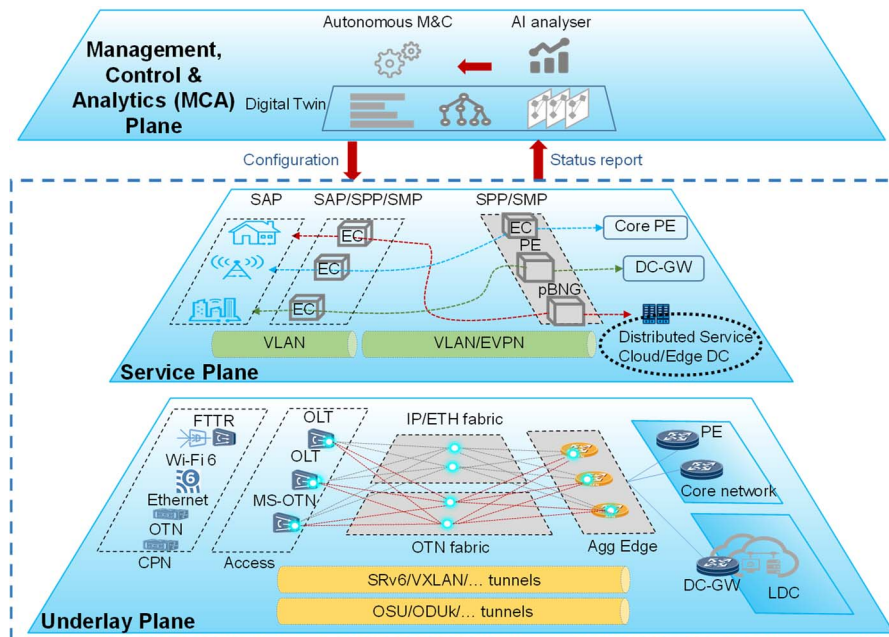 Autonomous M&C
AI analyser
Management,
Control &
Analytics (MCA)
Plane
Digital Twin
Configuration
Status report
SAP
SAP/SPP/SMP
SPP/SMP
EC
EC
EC
EC
PE
pBNG
Core PE
DC-GW
Distributed Service
Cloud/Edge DC
VLAN
VLAN/EVPN
Service Plane
FTTR
Wi-Fi 6
6
Ethernet
OTN
CPN
OLT
OLT
MS-OTN
Access
IP/ETH fabric
OTN fabric
Agg Edge
PE
Core network
DC-GW
LDC
SRv6/VXLAN/… tunnels
OSU/ODUk/… tunnels
Underlay Plane